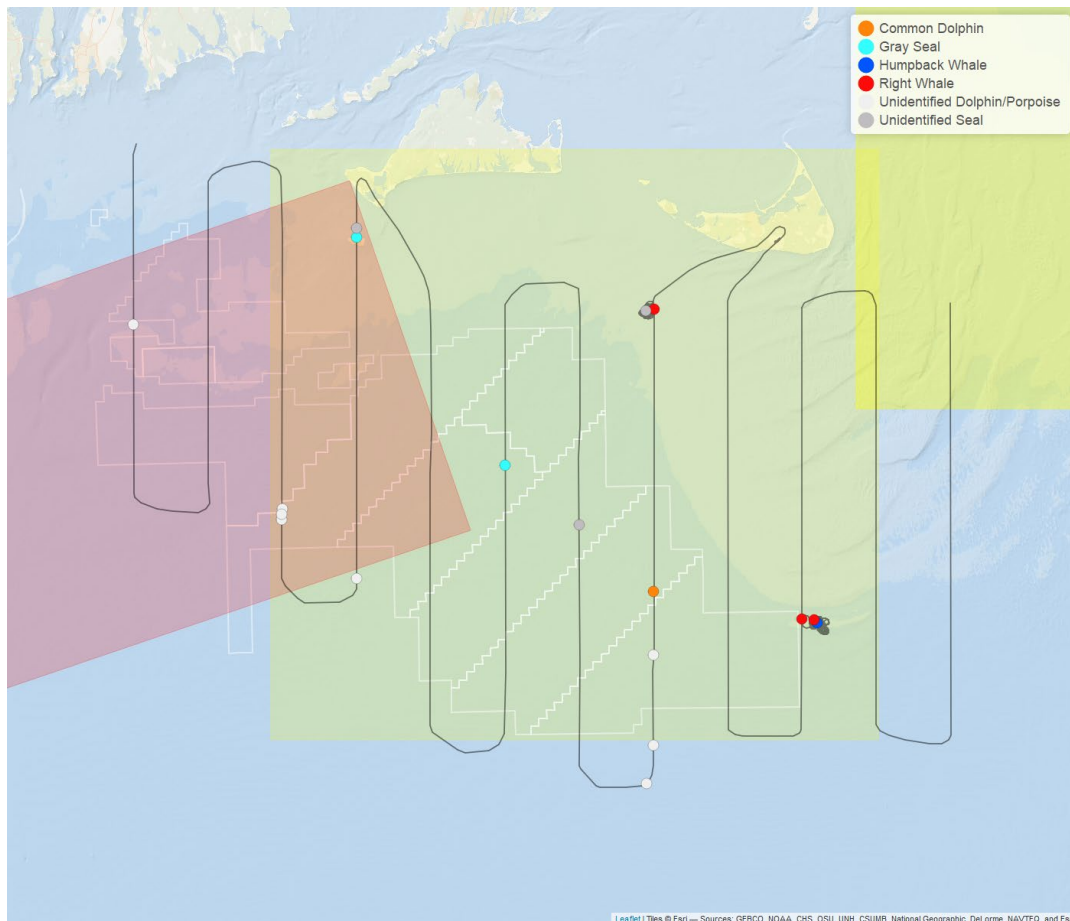 Common Dolphin
Gray Seal
Humpback Whale
Right Whale
Unidentified Dolphin/Porpoise
Unidentified Seal
Leaflet | Tiles © Esri — Sources: GEBCO, NOAA, CHS, OSU, UNH, CSUMB, National Geographic, DeLorme, NAVTEQ, and Es